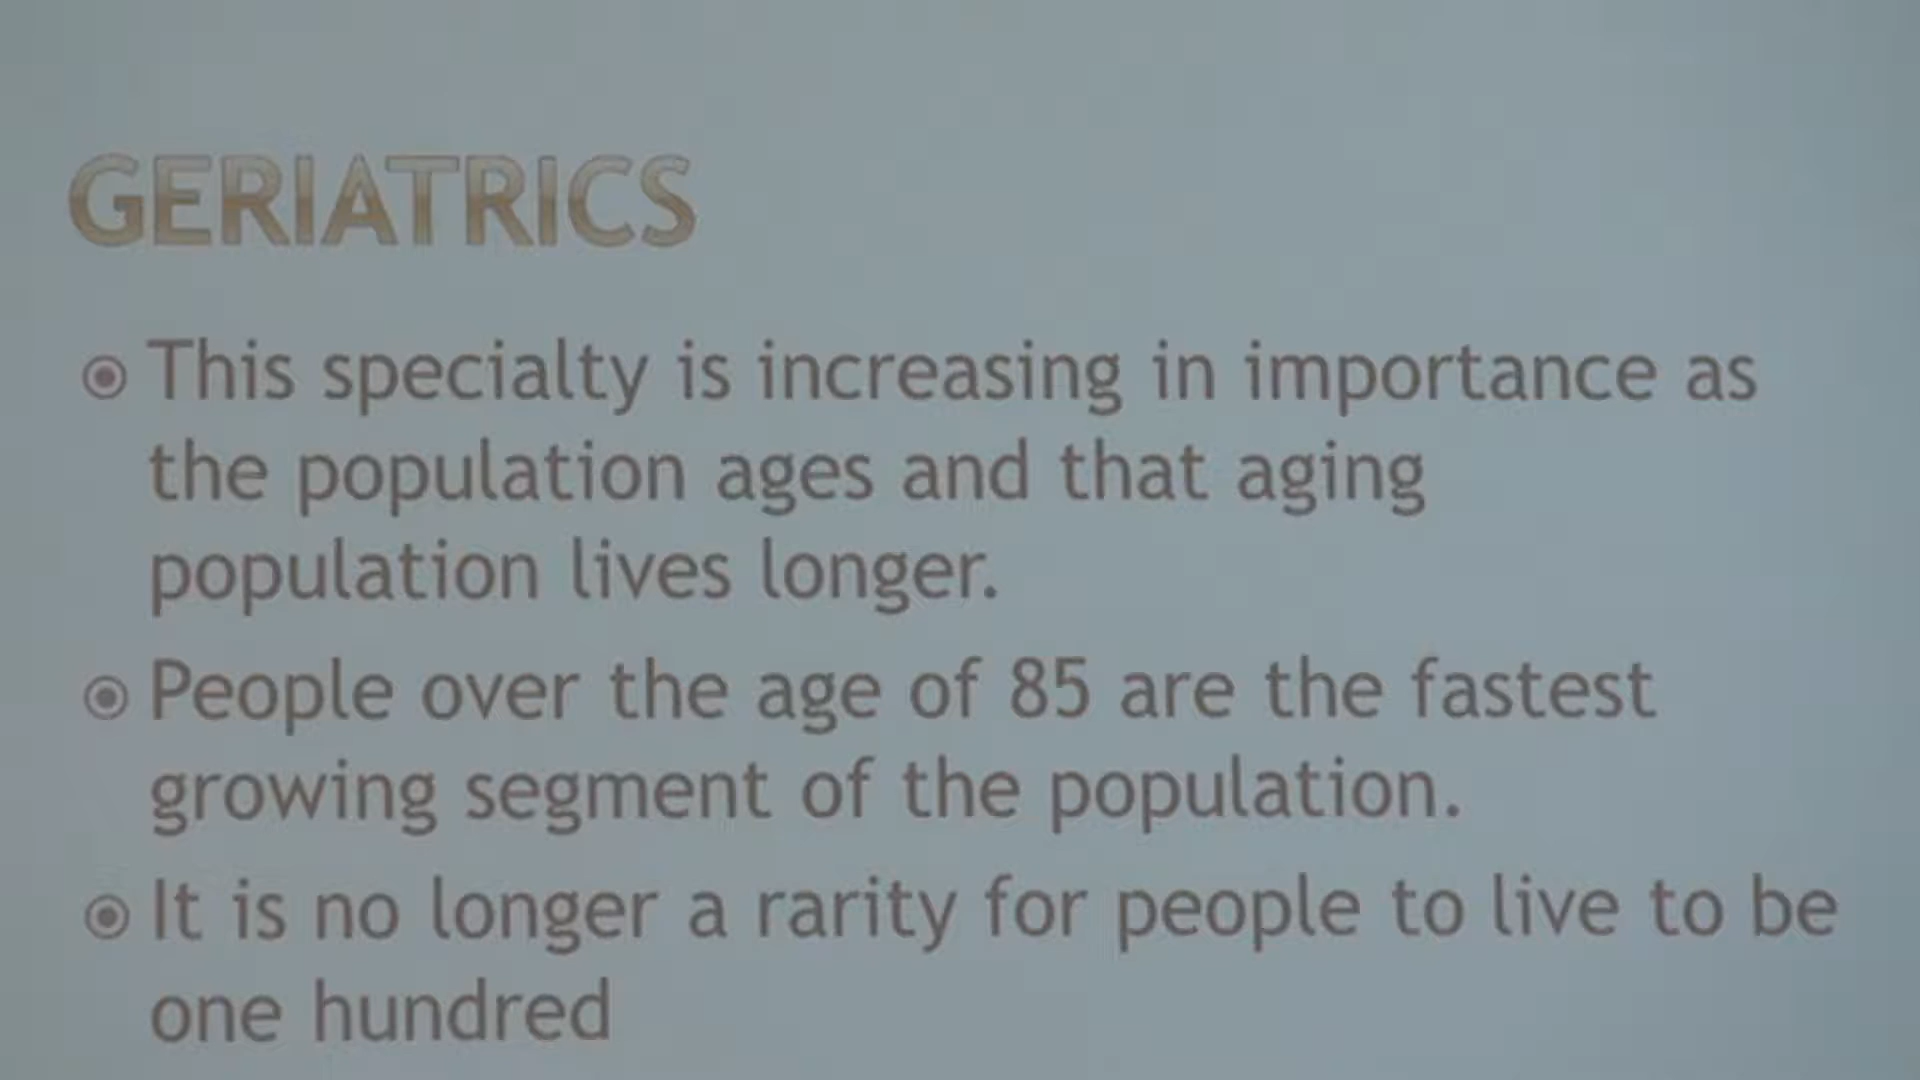 GERIATRICS
This specialty is increasing in importance as
the population ages and that aging
population lives longer.
People over the age of 85 are the fastest
growing segment of the population.
It is no longer a rarity for people to live to be
one hundred